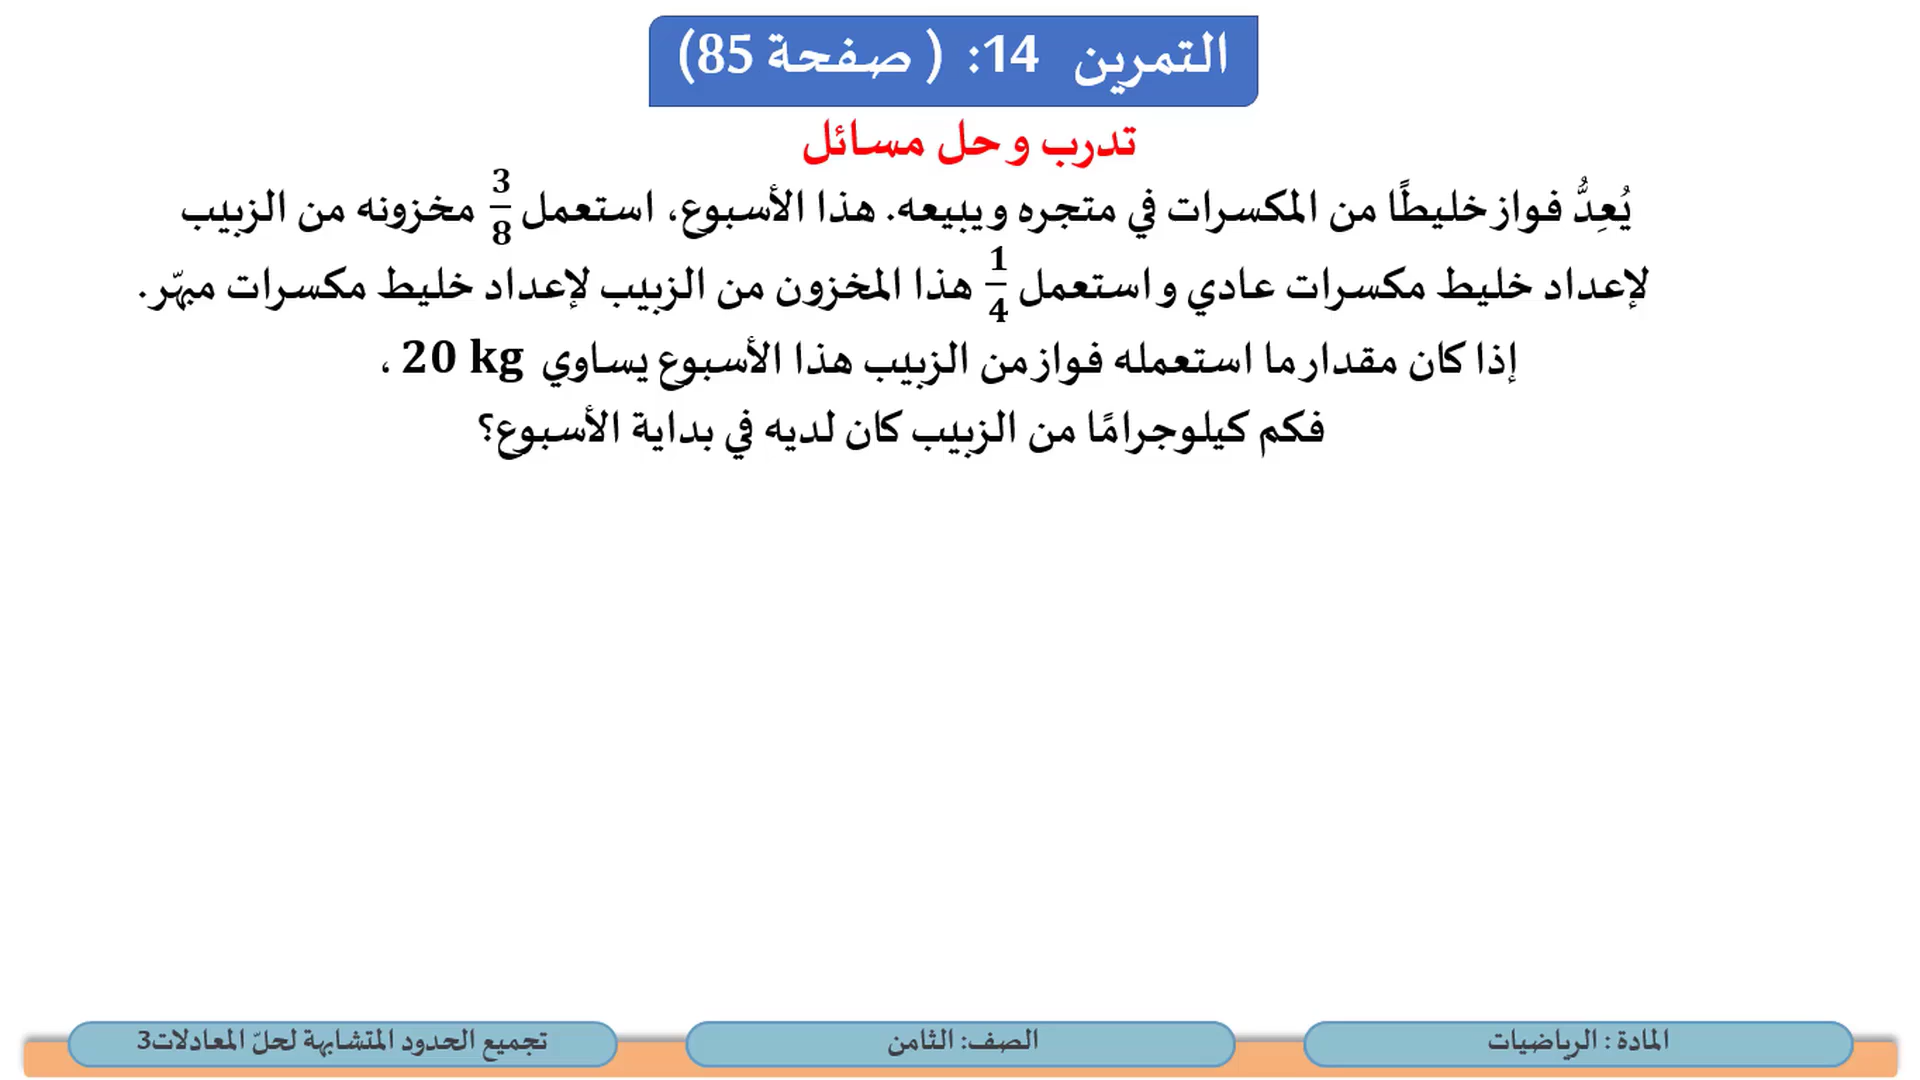 التمرين 14: ( صفحة 85)
تدرب و حل مسائل
يُعِدُّ فواز خليطًا من المكسرات في متجره ويبيعه. هذا الأسبوع، استعمل 3/8 مخزونه من الزبيب
لإعداد خليط مكسرات عادي و استعمل 1/4 هذا المخزون من الزبيب لإعداد خليط مكسرات مبهّر.
إذا كان مقدار ما استعمله فواز من الزبيب هذا الأسبوع يساوي 20 kg ،
فكم كيلوجرامًا من الزبيب كان لديه في بداية الأسبوع؟
المادة : الرياضيات
الصف: الثامن
تجميع الحدود المتشابهة لحلّ المعادلات3